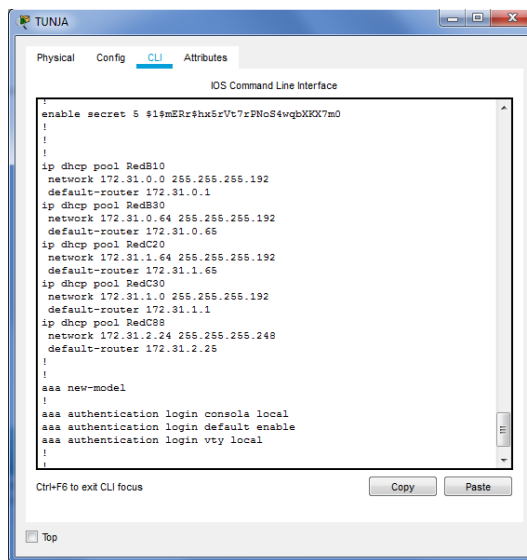 TUNJA
Physical Config CLI Attributes
IOS Command Line Interface
!
enable secret 5 $1$mERr$hx5rVt7rPNoS4wqbXKX7m0
!
!
!
ip dhcp pool RedB10
network 172.31.0.0 255.255.255.192
default-router 172.31.0.1
ip dhcp pool RedB30
network 172.31.0.64 255.255.255.192
default-router 172.31.0.65
ip dhcp pool RedC20
network 172.31.1.64 255.255.255.192
default-router 172.31.1.65
ip dhcp pool RedC30
network 172.31.1.0 255.255.255.192
default-router 172.31.1.1
ip dhcp pool RedC88
network 172.31.2.24 255.255.255.248
default-router 172.31.2.25
!
!
aaa new-model
!
aaa authentication login consola local
aaa authentication login default enable
aaa authentication login vty local
!
!
Ctrl+F6 to exit CLI focus
Copy Paste
Top